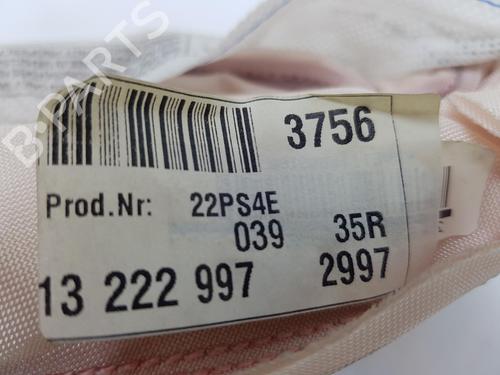 B-PARTS
3756
Prod.Nr: 22PS4E
039 35R
13 222 997 2997